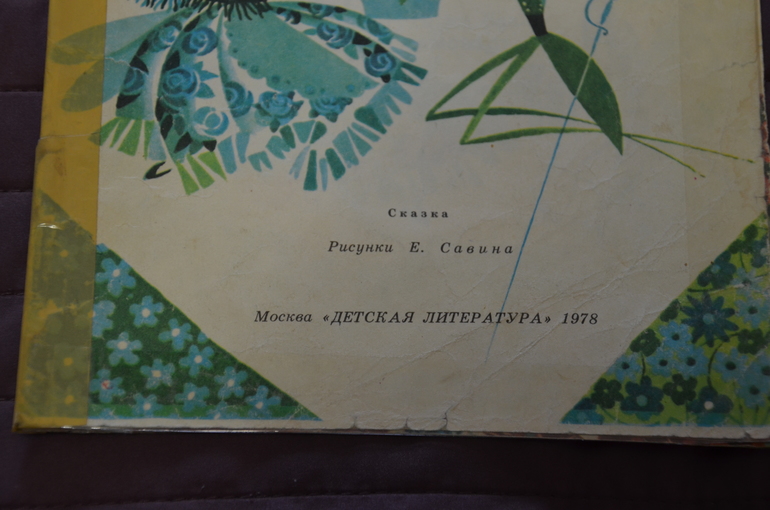 Сказка
Рисунки Е. Савина
Москва «ДЕТСКАЯ ЛИТЕРАТУРА» 1978